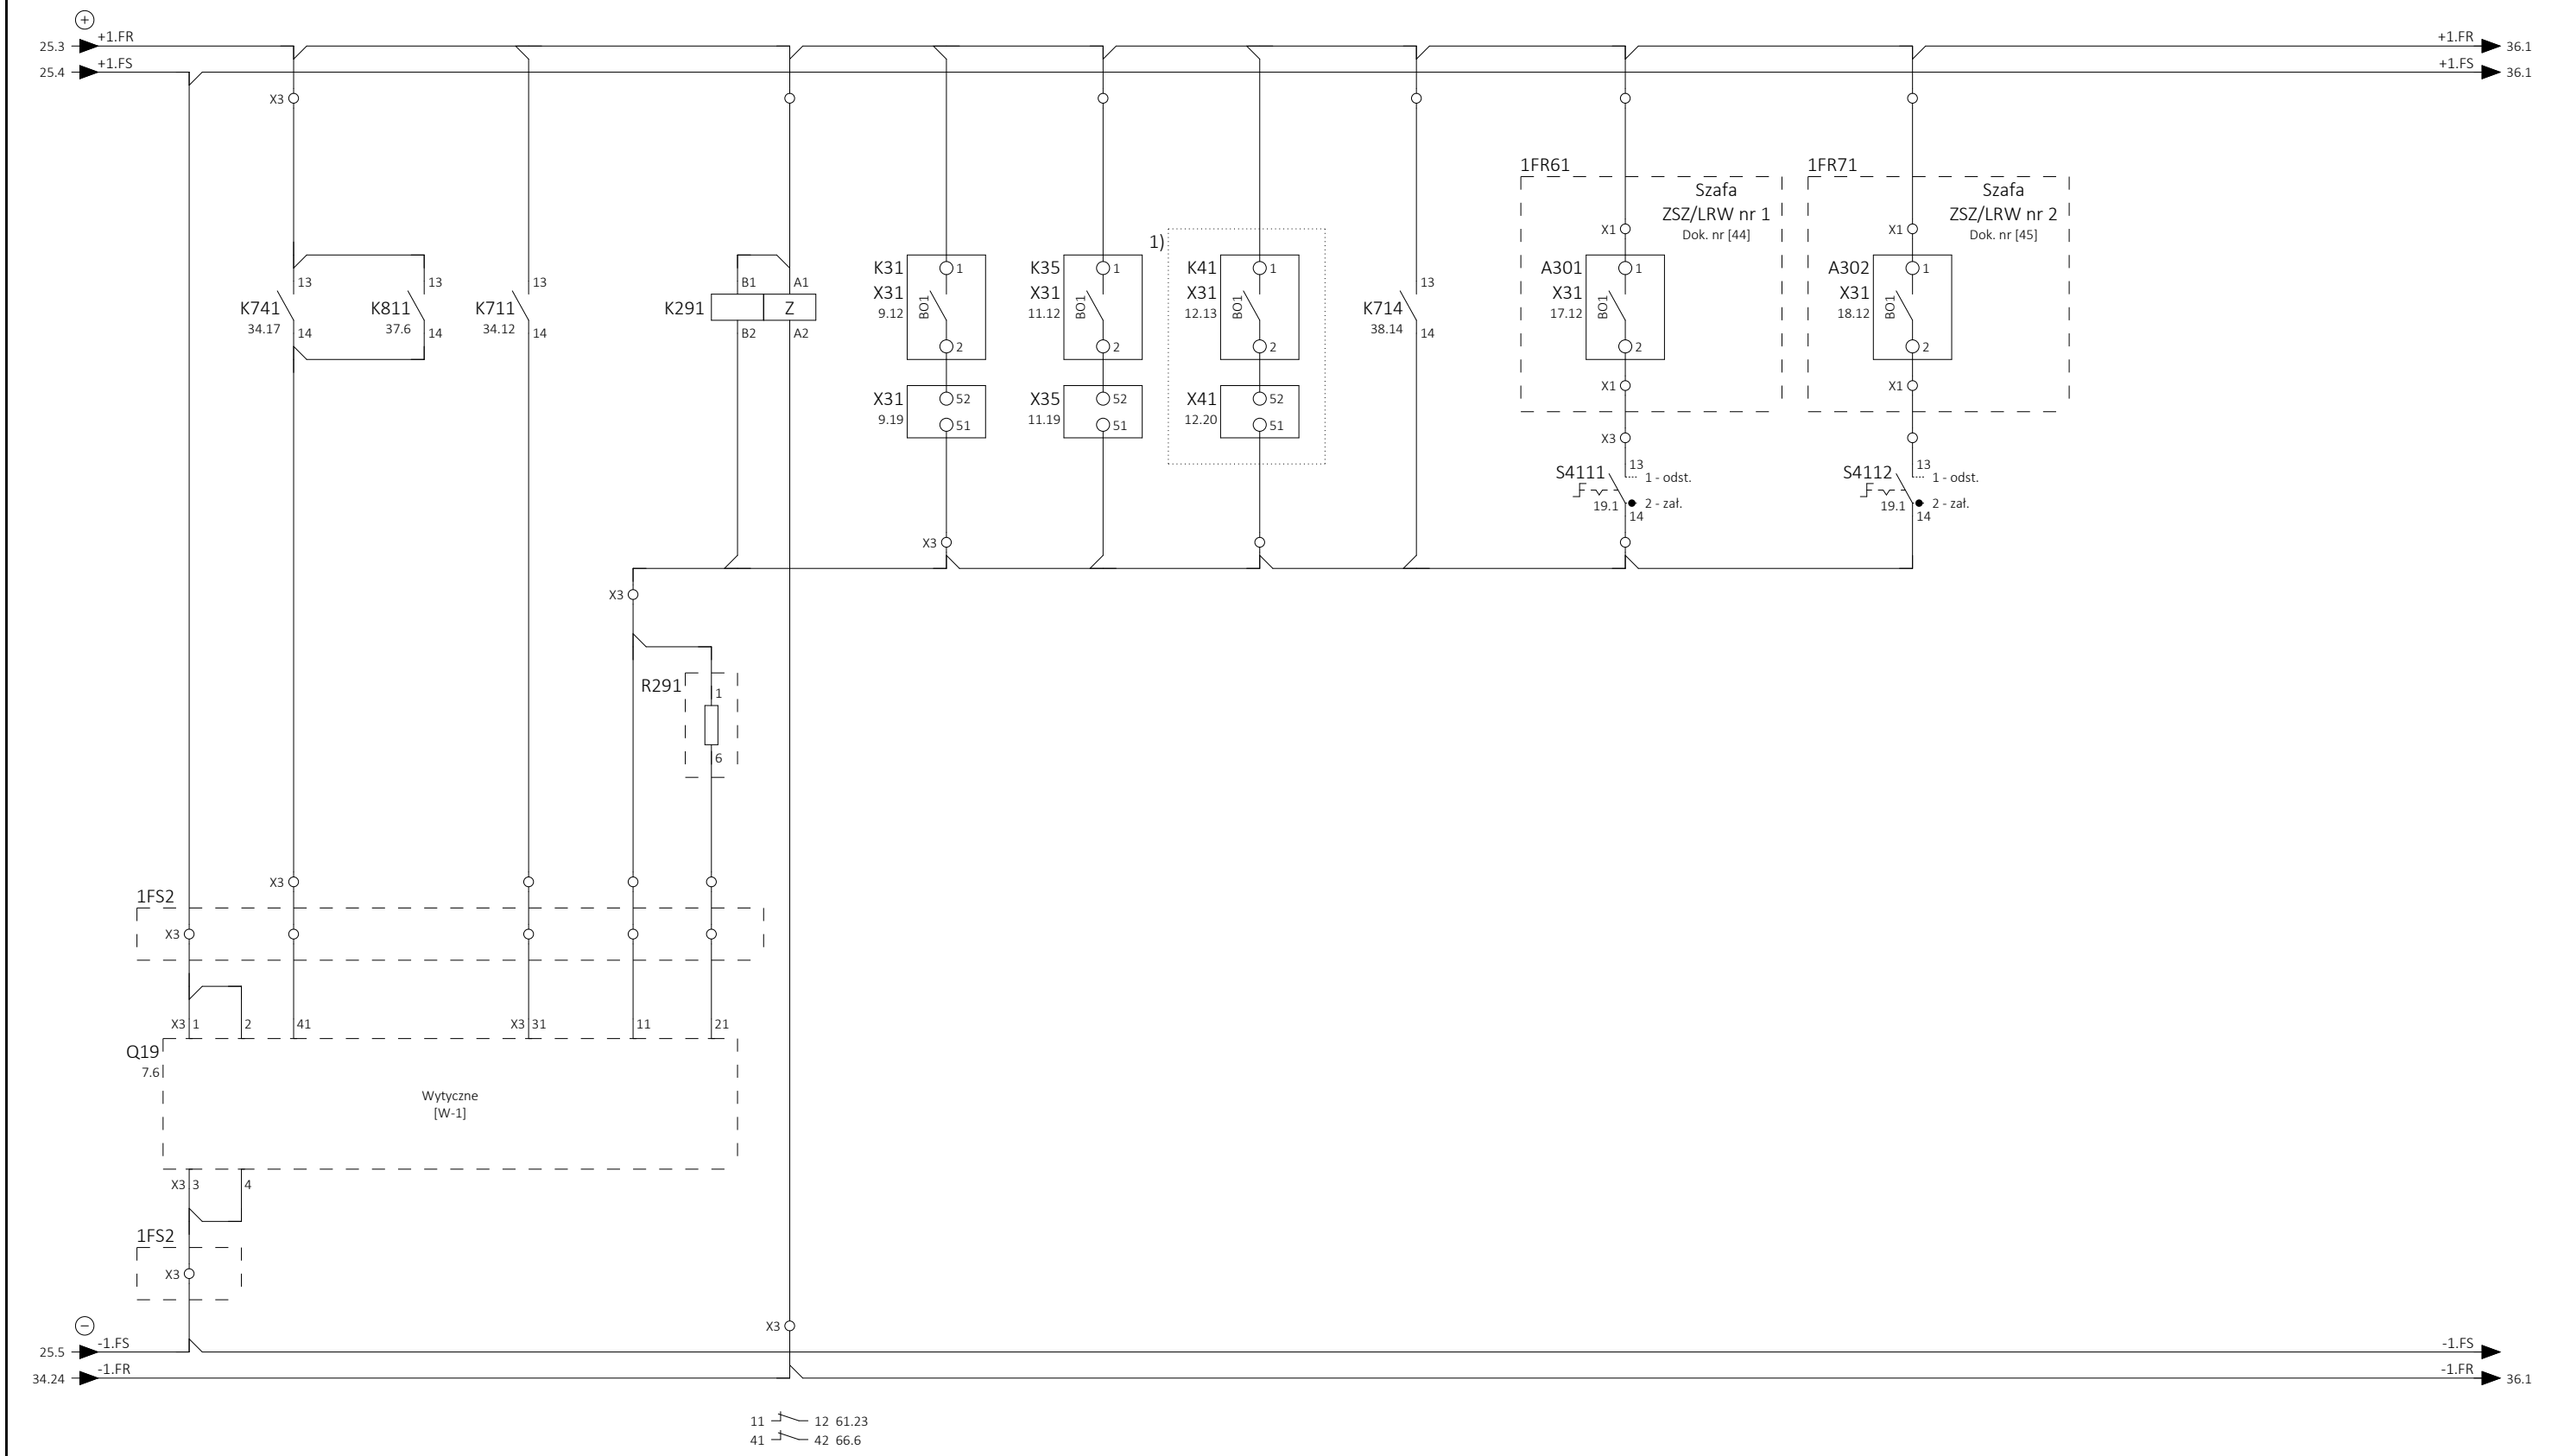 +
25.3 +1.FR +1.FR 36.1
25.4 +1.FS +1.FS 36.1
X3
1FR61 1FR71
Szafa Szafa
ZSZ/LRW nr 1 ZSZ/LRW nr 2
Dok. nr [44] Dok. nr [45]
X1 X1
1)
K741
34.17
13
14
K811
37.6
13
14
K711
34.12
13
14
K291
B1 A1
Z
B2 A2
K31
X31
9.12
BO1
1
2
X31
9.19
52
51
K35
X31
11.12
BO1
1
2
X35
11.19
52
51
K41
X31
12.13
BO1
1
2
X41
12.20
52
51
K714
38.14
13
14
A301
X31
17.12
BO1
1
2
X1
X3
S4111
19.1
13
1 - odst.
2 - zał.
14
A302
X31
18.12
BO1
1
2
X1
S4112
19.1
13
1 - odst.
2 - zał.
14
X3
X3
R291
1
6
X3
1FS2
X3
X3 1 2 41 X3 31 11 21
Q19
7.6
Wytyczne
[W-1]
X3 3 4
1FS2
X3
−
X3
25.5 -1.FS -1.FS
34.24 -1.FR -1.FR 36.1
11 12 61.23
41 42 66.6